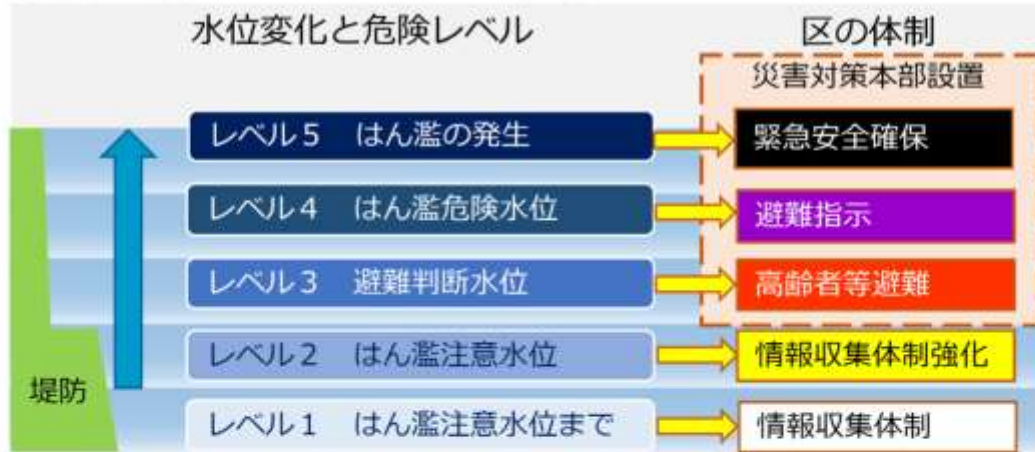 水位変化と危険レベル
区の体制
災害対策本部設置
レベル5 はん濫の発生
緊急安全確保
レベル4 はん濫危険水位
避難指示
レベル3 避難判断水位
高齢者等避難
レベル2 はん濫注意水位
情報収集体制強化
堤防
レベル1 はん濫注意水位まで
情報収集体制